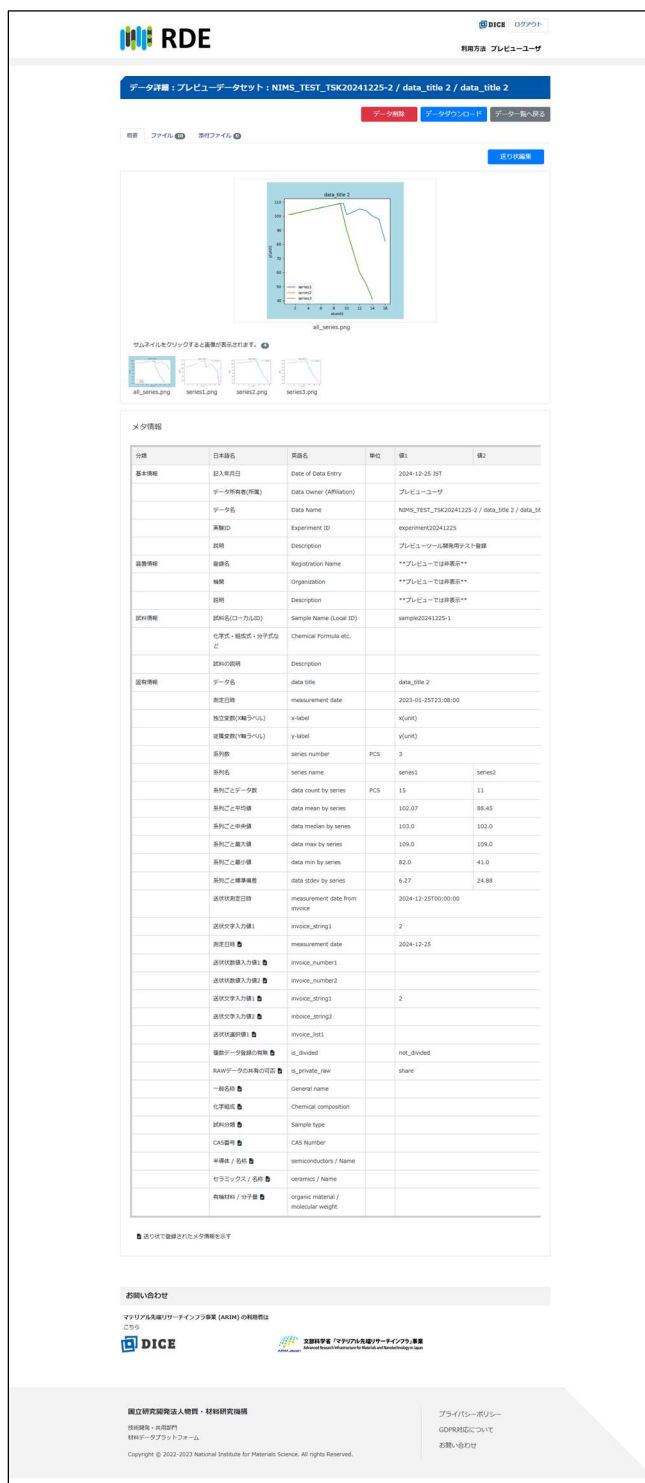 RDE
DICE ログアウト
利用方法 プレビューユーザ
データ詳細：プレビューデータセット：NIMS_TEST_TSK20241225-2 / data_title 2 / data_title 2
データ削除 データダウンロード データ一覧へ戻る
概要 ファイル 10 添付ファイル 0
送り状編集
data_title 2
110
100
90
80
70
60
50
40
y(unit)
series1
series2
series3
2 4 6 8 10 12 14 16
x(unit)
all_series.png
サムネイルをクリックすると画像が表示されます。 4
all_series.png series1.png series2.png series3.png
メタ情報
分類 日本語名 英語名 単位 値1 値2
基本情報 記入年月日 Date of Data Entry 2024-12-25 JST
データ所有者(所属) Data Owner (Affiliation) プレビューユーザ
データ名 Data Name NIMS_TEST_TSK20241225-2 / data_title 2 / data_tit
実験ID Experiment ID experiment20241225
説明 Description プレビューツール開発用テスト登録
装置情報 登録名 Registration Name **プレビューでは非表示**
機関 Organization **プレビューでは非表示**
説明 Description **プレビューでは非表示**
試料情報 試料名(ローカルID) Sample Name (Local ID) sample20241225-1
化学式・組成式・分子式など Chemical Formula etc.
試料の説明 Description
固有情報 データ名 data title data_title 2
測定日時 measurement date 2023-01-25T23:08:00
独立変数(X軸ラベル) x-label x(unit)
従属変数(Y軸ラベル) y-label y(unit)
系列数 series number PCS 3
系列名 series name series1 series2
系列ごとデータ数 data count by series PCS 15 11
系列ごと平均値 data mean by series 102.07 88.45
系列ごと中央値 data median by series 103.0 102.0
系列ごと最大値 data max by series 109.0 109.0
系列ごと最小値 data min by series 82.0 41.0
系列ごと標準偏差 data stdev by series 6.27 24.88
送状状測定日時 measurement date from invoice 2024-12-25T00:00:00
送状文字入力値1 invoice_string1 2
測定日時 measurement date 2024-12-25
送状状数値入力値1 invoice_number1
送状状数値入力値2 invoice_number2
送状文字入力値1 invoice_string1 2
送状文字入力値2 inboice_string2
送状状選択値1 invoice_list1
複数データ登録の有無 is_divided not_divided
RAWデータの共有の可否 is_private_raw share
一般名称 General name
化学組成 Chemical composition
試料分類 Sample type
CAS番号 CAS Number
半導体 / 名称 semiconductors / Name
セラミックス / 名称 ceramics / Name
有機材料 / 分子量 organic material / molecular weight
送り状で登録されたメタ情報を示す
お問い合わせ
マテリアル先端リサーチインフラ事業 (ARIM) の利用者は
こちら
DICE
ARIM JAPAN 文部科学省「マテリアル先端リサーチインフラ」事業
Advanced Research Infrastructure for Materials and Nanotechnology in Japan
国立研究開発法人物質・材料研究機構
技術開発・共用部門
材料データプラットフォーム
Copyright © 2022-2023 National Institute for Materials Science. All rights Reserved.
プライバシーポリシー
GDPR対応について
お問い合わせ